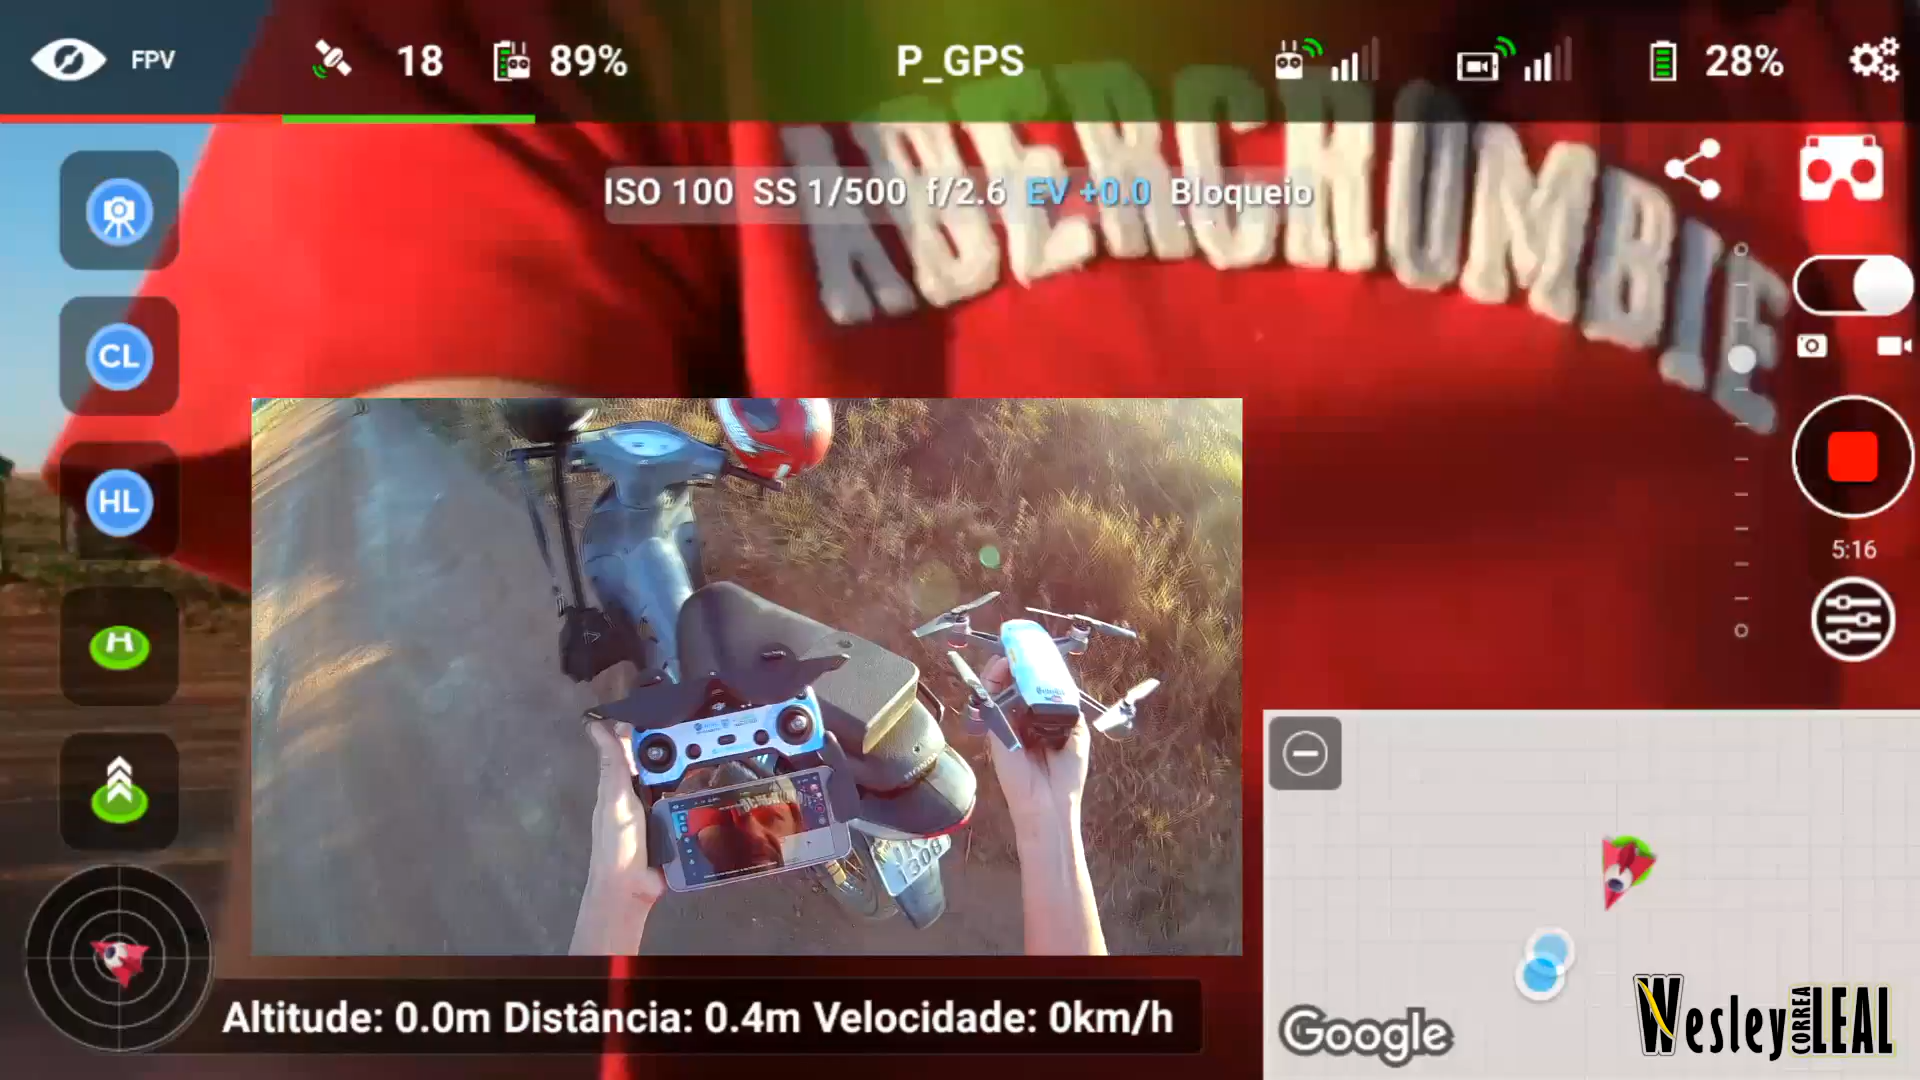 FPV
18
89%
P_GPS
28%
ABERCROMBIE
ISO 100 SS 1/500 f/2.6 EV +0.0 Bloqueio
CL
HL
H
5:16
1308
Altitude: 0.0m Distância: 0.4m Velocidade: 0km/h
Google
Wesley CORREA LEAL